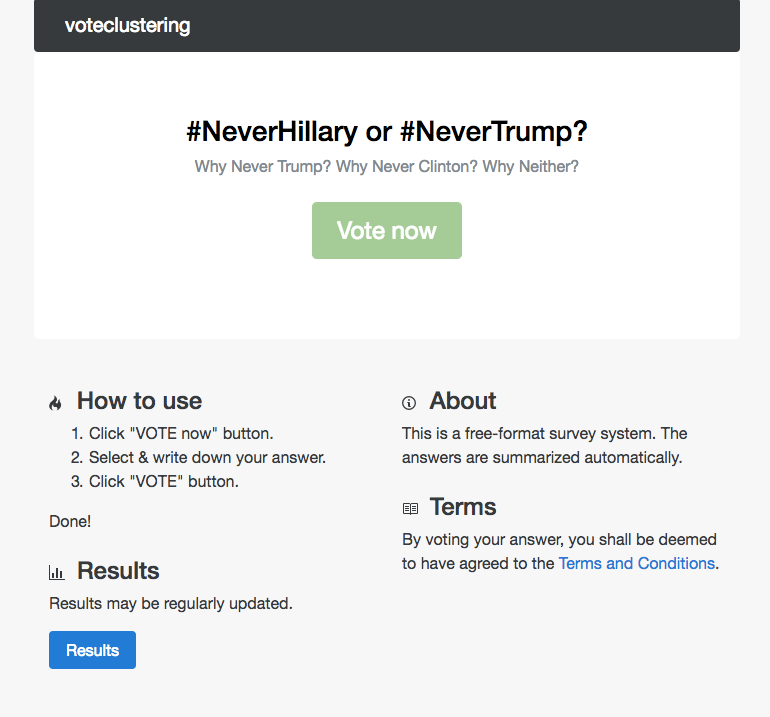 voteclustering
#NeverHillary or #NeverTrump?
Why Never Trump? Why Never Clinton? Why Neither?
Vote now
How to use
1. Click "VOTE now" button.
2. Select & write down your answer.
3. Click "VOTE" button.
Done!
Results
Results may be regularly updated.
Results
About
This is a free-format survey system. The
answers are summarized automatically.
Terms
By voting your answer, you shall be deemed
to have agreed to the Terms and Conditions.